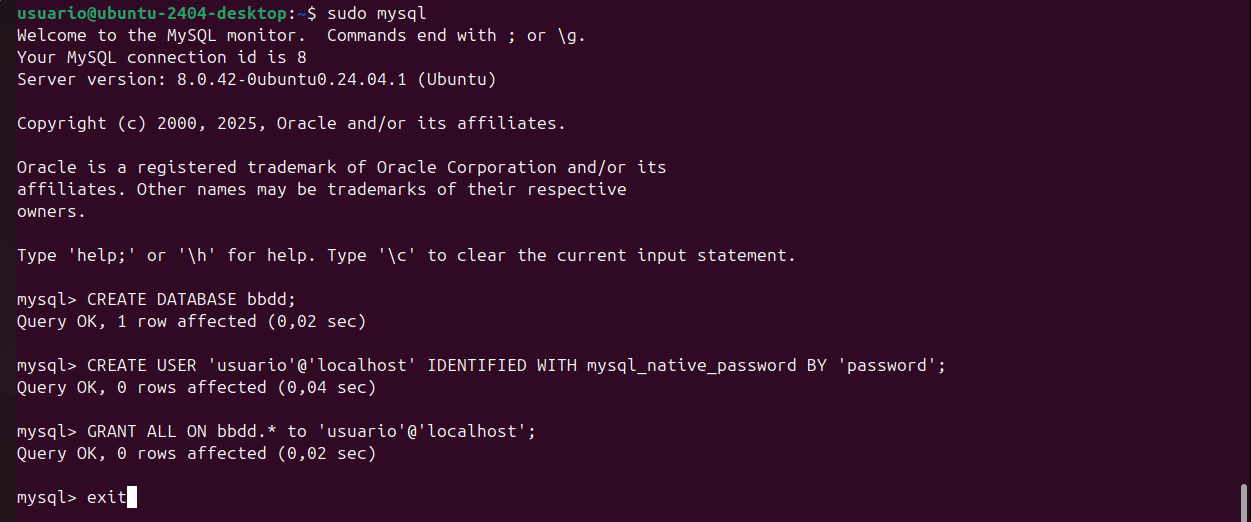 usuario@ubuntu-2404-desktop:~$ sudo mysql
Welcome to the MySQL monitor.  Commands end with ; or \g.
Your MySQL connection id is 8
Server version: 8.0.42-0ubuntu0.24.04.1 (Ubuntu)
Copyright (c) 2000, 2025, Oracle and/or its affiliates.
Oracle is a registered trademark of Oracle Corporation and/or its
affiliates. Other names may be trademarks of their respective
owners.
Type 'help;' or '\h' for help. Type '\c' to clear the current input statement.
mysql> CREATE DATABASE bbdd;
Query OK, 1 row affected (0,02 sec)
mysql> CREATE USER 'usuario'@'localhost' IDENTIFIED WITH mysql_native_password BY 'password';
Query OK, 0 rows affected (0,04 sec)
mysql> GRANT ALL ON bbdd.* to 'usuario'@'localhost';
Query OK, 0 rows affected (0,02 sec)
mysql> exit